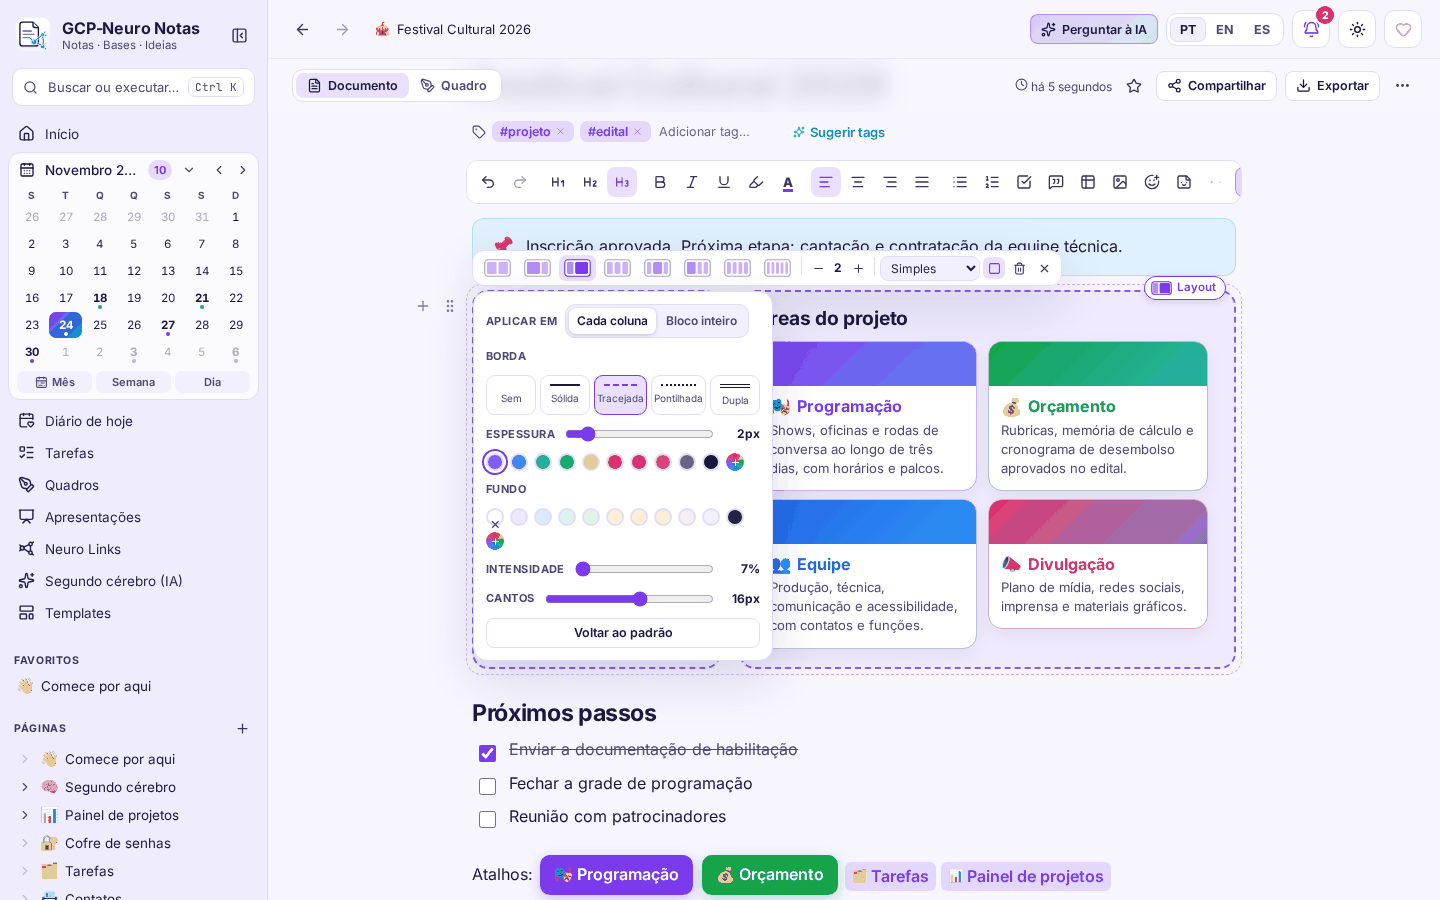 GCP-Neuro Notas
Notas · Bases · Ideias
Buscar ou executar... Ctrl K
Início
Novembro 2... 10
S T Q Q S S D
26 27 28 29 30 31 1
2 3 4 5 6 7 8
9 10 11 12 13 14 15
16 17 18 19 20 21 22
23 24 25 26 27 28 29
30 1 2 3 4 5 6
Mês Semana Dia
Diário de hoje
Tarefas
Quadros
Apresentações
Neuro Links
Segundo cérebro (IA)
Templates
FAVORITOS
Comece por aqui
PÁGINAS
Comece por aqui
Segundo cérebro
Painel de projetos
Cofre de senhas
Tarefas
Contatos
Festival Cultural 2026
Perguntar à IA
PT EN ES
2
Documento Quadro
há 5 segundos
Compartilhar
Exportar
#projeto × #edital × Adicionar tag...
Sugerir tags
H1 H2 H3 B I U A
Inscrição aprovada. Próxima etapa: captação e contratação da equipe técnica.
2 Simples
Layout
APLICAR EM Cada coluna Bloco inteiro
BORDA
Sem Sólida Tracejada Pontilhada Dupla
ESPESSURA 2px
FUNDO
INTENSIDADE 7%
CANTOS 16px
Voltar ao padrão
reas do projeto
Programação
Shows, oficinas e rodas de
conversa ao longo de três
dias, com horários e palcos.
Orçamento
Rubricas, memória de cálculo e
cronograma de desembolso
aprovados no edital.
Equipe
Produção, técnica,
comunicação e acessibilidade,
com contatos e funções.
Divulgação
Plano de mídia, redes sociais,
imprensa e materiais gráficos.
Próximos passos
Enviar a documentação de habilitação
Fechar a grade de programação
Reunião com patrocinadores
Atalhos: Programação Orçamento Tarefas Painel de projetos